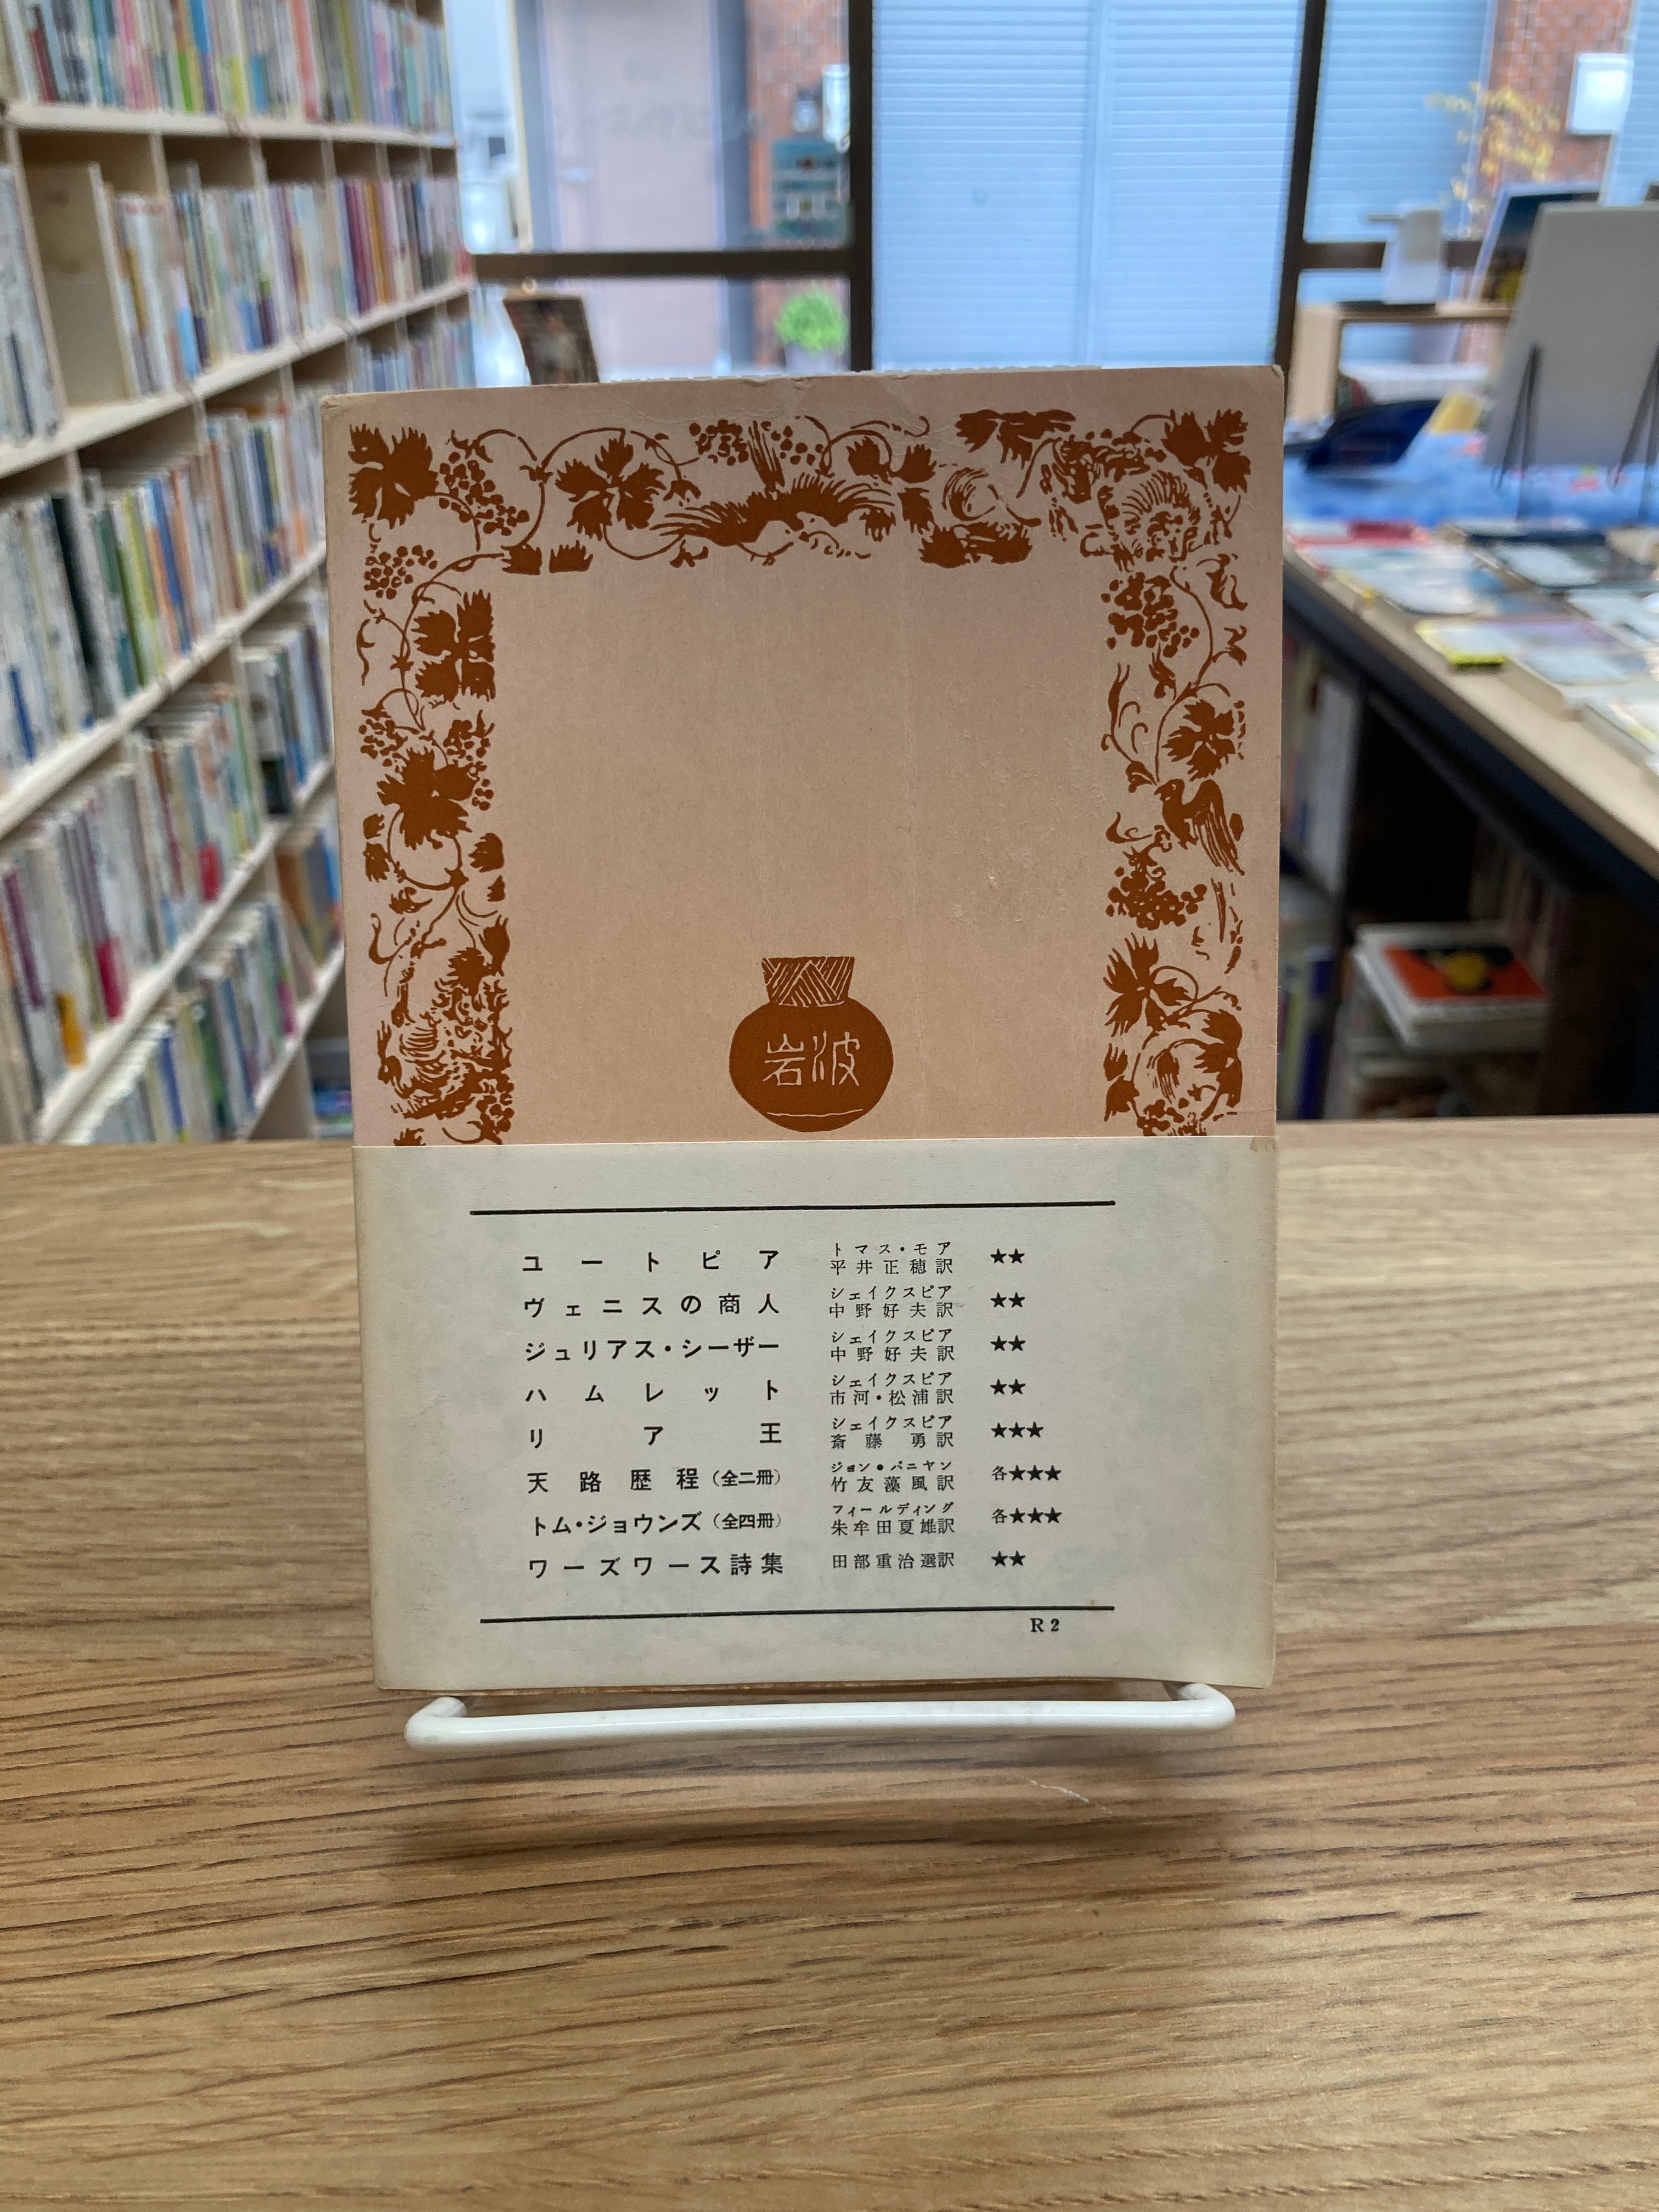 岩波
ユートピア トマス・モア 平井正穂訳 ★★
ヴェニスの商人 シェイクスピア 中野好夫訳 ★★
ジュリアス・シーザー シェイクスピア 中野好夫訳 ★★
ハムレット シェイクスピア 市河・松浦訳 ★★
リア王 シェイクスピア 斎藤勇訳 ★★★
天路歴程(全二冊) ジョン・バニヤン 竹友藻風訳 各★★★
トム・ジョウンズ(全四冊) フィールディング 朱牟田夏雄訳 各★★★
ワーズワース詩集 田部重治選訳 ★★
R2